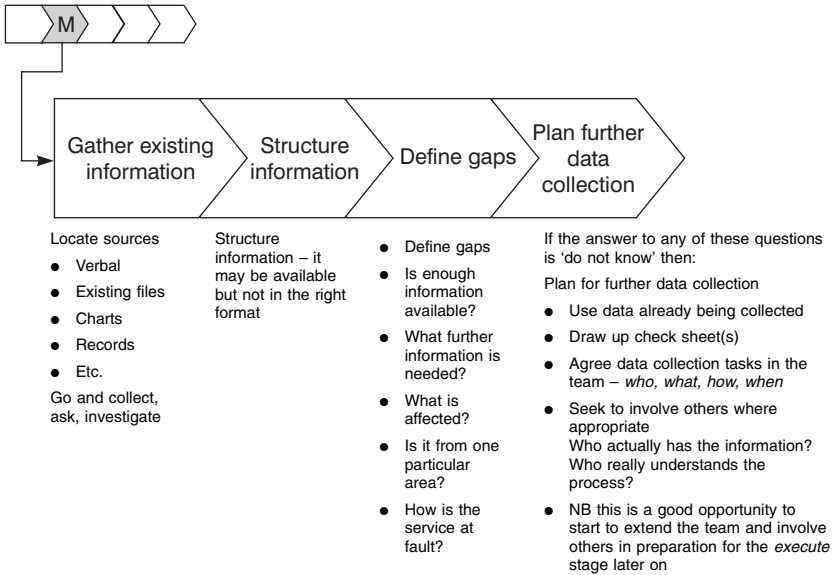 M
Gather existing
information
Structure
information
Define gaps
Plan further
data
collection
Locate sources
● Verbal
● Existing files
● Charts
● Records
● Etc.
Go and collect,
ask, investigate
Structure
information – it
may be available
but not in the right
format
● Define gaps
● Is enough
information
available?
● What further
information is
needed?
● What is
affected?
● Is it from one
particular
area?
● How is the
service at
fault?
If the answer to any of these questions
is ‘do not know’ then:
Plan for further data collection
● Use data already being collected
● Draw up check sheet(s)
● Agree data collection tasks in the
team – who, what, how, when
● Seek to involve others where
appropriate
Who actually has the information?
Who really understands the
process?
● NB this is a good opportunity to
start to extend the team and involve
others in preparation for the execute
stage later on